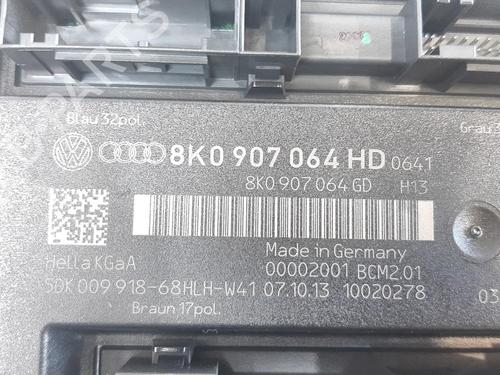 Blau 32pol.
Grau
8K0 907 064 HD 0641
8K0 907 064 GD H13
Made in Germany
Hella KGaA
00002001 BCM2.01
5DK 009 918-68HLH-W41 07.10.13 10020278
03
Braun 17pol.